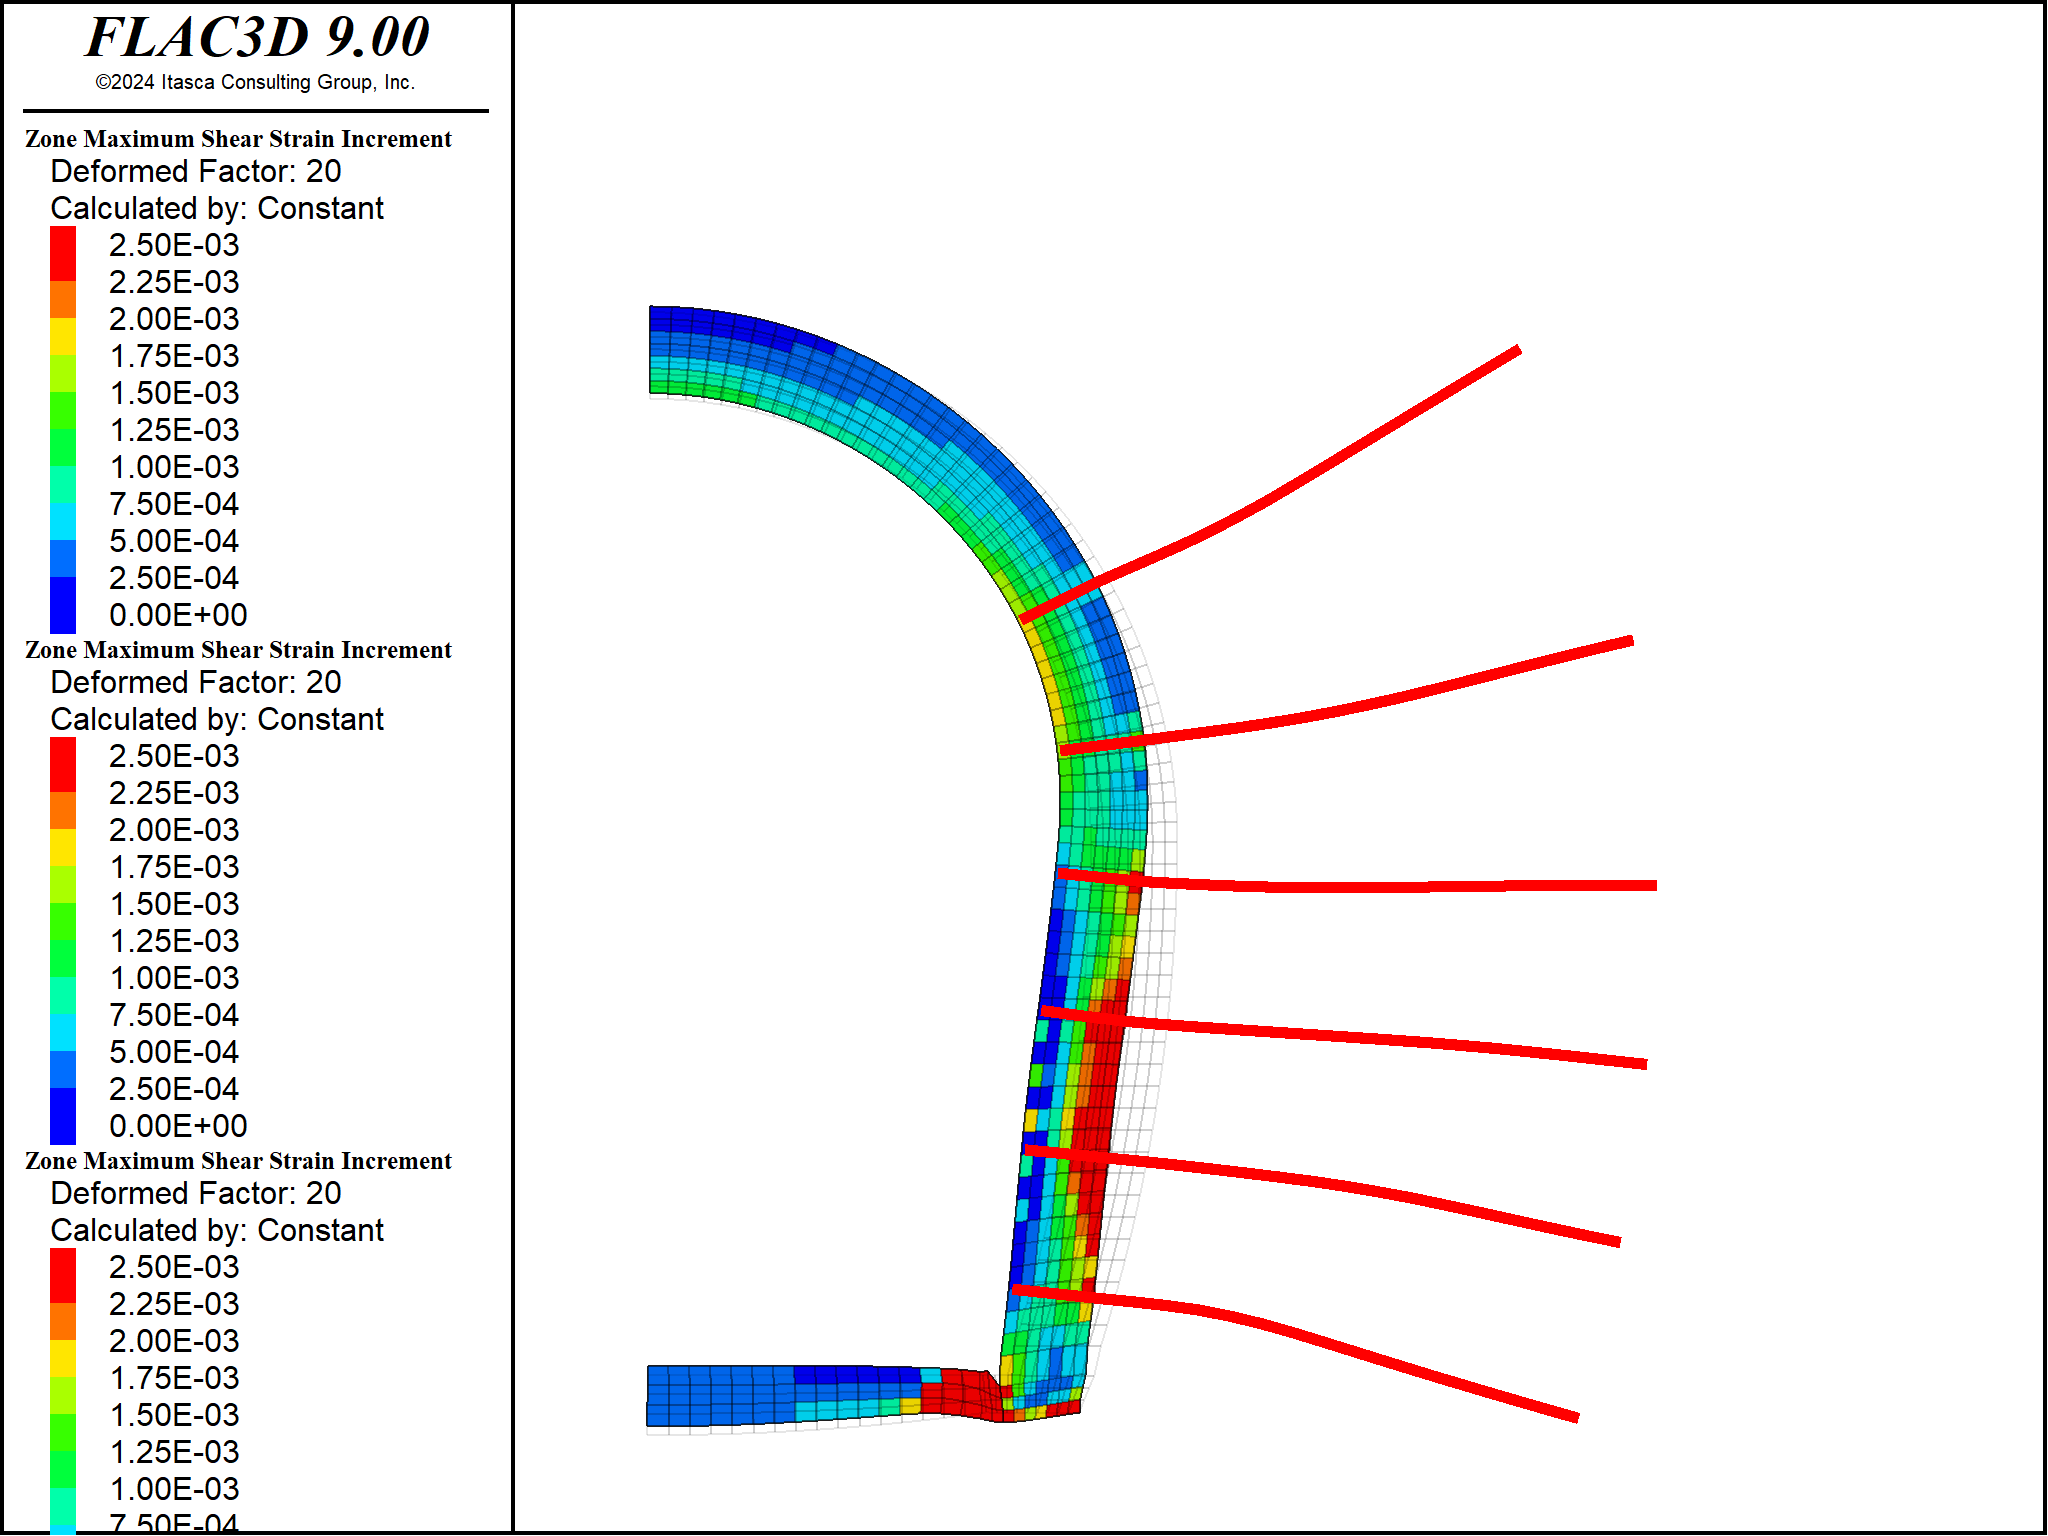 FLAC3D 9.00
©2024 Itasca Consulting Group, Inc.
Zone Maximum Shear Strain Increment
Deformed Factor: 20
Calculated by: Constant
2.50E-03
2.25E-03
2.00E-03
1.75E-03
1.50E-03
1.25E-03
1.00E-03
7.50E-04
5.00E-04
2.50E-04
0.00E+00
Zone Maximum Shear Strain Increment
Deformed Factor: 20
Calculated by: Constant
2.50E-03
2.25E-03
2.00E-03
1.75E-03
1.50E-03
1.25E-03
1.00E-03
7.50E-04
5.00E-04
2.50E-04
0.00E+00
Zone Maximum Shear Strain Increment
Deformed Factor: 20
Calculated by: Constant
2.50E-03
2.25E-03
2.00E-03
1.75E-03
1.50E-03
1.25E-03
1.00E-03
7.50E-04